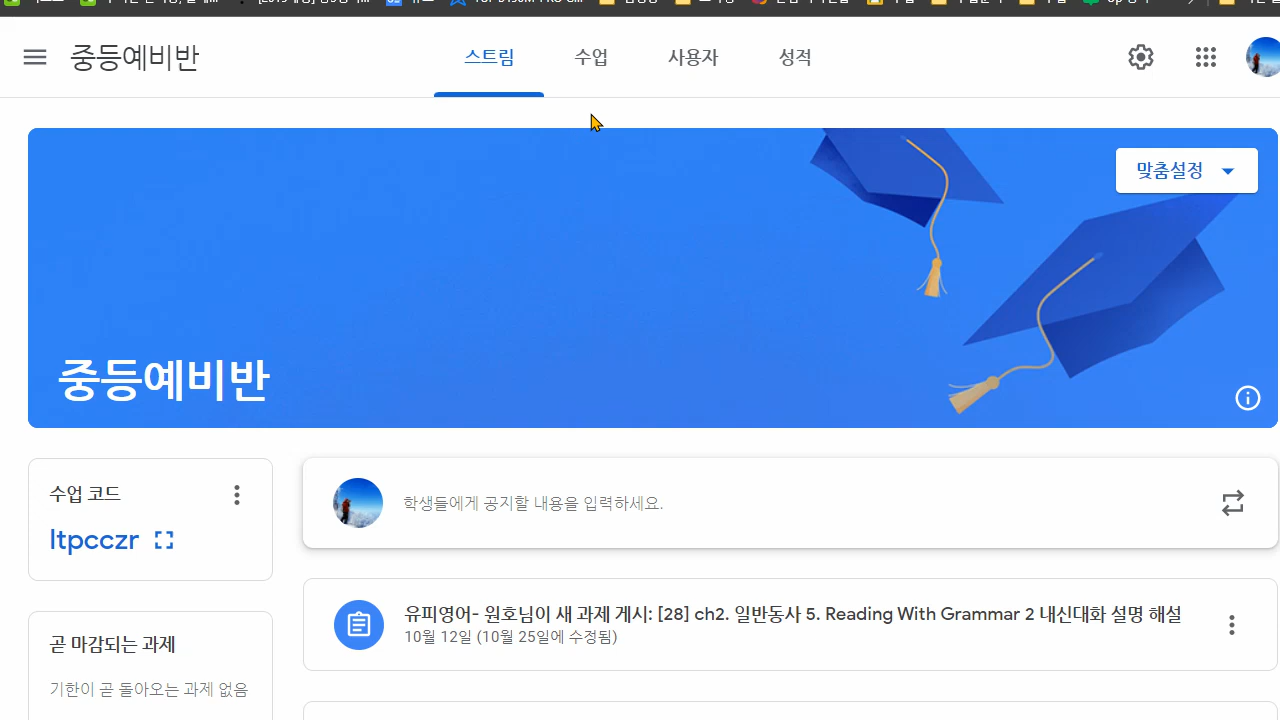 중등예비반
스트림
수업
사용자
성적
맞춤설정
중등예비반
수업 코드
ltpcczr
학생들에게 공지할 내용을 입력하세요.
유피영어- 원호님이 새 과제 게시: [28] ch2. 일반동사 5. Reading With Grammar 2 내신대화 설명 해설
10월 12일 (10월 25일에 수정됨)
곧 마감되는 과제
기한이 곧 돌아오는 과제 없음